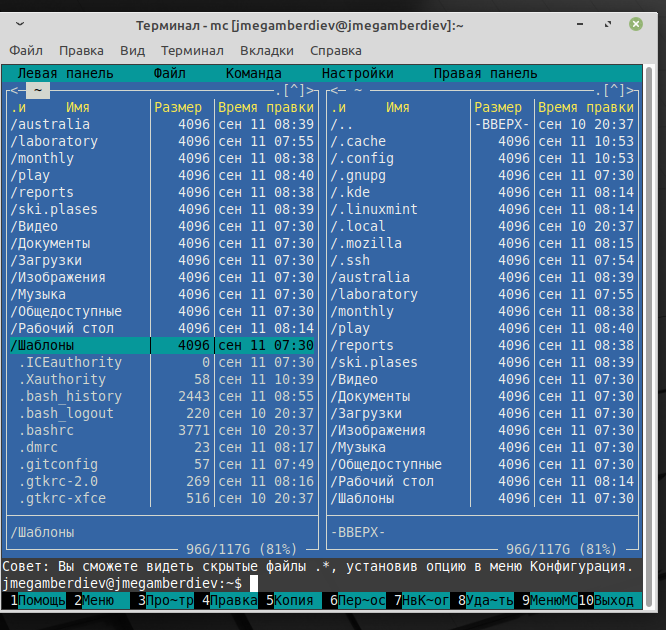 Терминал - mc [jmegamberdiev@jmegamberdiev]:~
Файл Правка Вид Терминал Вкладки Справка
Левая панель Файл Команда Настройки Правая панель
<— ~ .[^]> <— ~ .[^]>
.и Имя Размер Время правки .и Имя Размер Время правки
/australia 4096 сен 11 08:39 /.. -ВВЕРХ- сен 10 20:37
/laboratory 4096 сен 11 07:55 /.cache 4096 сен 11 10:53
/monthly 4096 сен 11 08:38 /.config 4096 сен 11 10:53
/play 4096 сен 11 08:40 /.gnupg 4096 сен 11 07:30
/reports 4096 сен 11 08:38 /.kde 4096 сен 11 08:14
/ski.plases 4096 сен 11 08:39 /.linuxmint 4096 сен 11 08:14
/Видео 4096 сен 11 07:30 /.local 4096 сен 10 20:37
/Документы 4096 сен 11 07:30 /.mozilla 4096 сен 11 08:15
/Загрузки 4096 сен 11 07:30 /.ssh 4096 сен 11 07:54
/Изображения 4096 сен 11 07:30 /australia 4096 сен 11 08:39
/Музыка 4096 сен 11 07:30 /laboratory 4096 сен 11 07:55
/Общедоступные 4096 сен 11 07:30 /monthly 4096 сен 11 08:38
/Рабочий стол 4096 сен 11 08:14 /play 4096 сен 11 08:40
/Шаблоны 4096 сен 11 07:30 /reports 4096 сен 11 08:38
.ICEauthority 0 сен 11 07:30 /ski.plases 4096 сен 11 08:39
.Xauthority 58 сен 11 10:39 /Видео 4096 сен 11 07:30
.bash_history 2443 сен 11 08:55 /Документы 4096 сен 11 07:30
.bash_logout 220 сен 10 20:37 /Загрузки 4096 сен 11 07:30
.bashrc 3771 сен 10 20:37 /Изображения 4096 сен 11 07:30
.dmrc 23 сен 11 08:17 /Музыка 4096 сен 11 07:30
.gitconfig 57 сен 11 07:49 /Общедоступные 4096 сен 11 07:30
.gtkrc-2.0 269 сен 11 08:16 /Рабочий стол 4096 сен 11 08:14
.gtkrc-xfce 516 сен 10 20:37 /Шаблоны 4096 сен 11 07:30
/Шаблоны -ВВЕРХ-
96G/117G (81%) 96G/117G (81%)
Совет: Вы сможете видеть скрытые файлы .*, установив опцию в меню Конфигурация.
jmegamberdiev@jmegamberdiev:~$
1Помощь 2Меню 3Про~тр 4Правка 5Копия 6Пер~ос 7НвК~ог 8Уда~ть 9МенюMC 10Выход